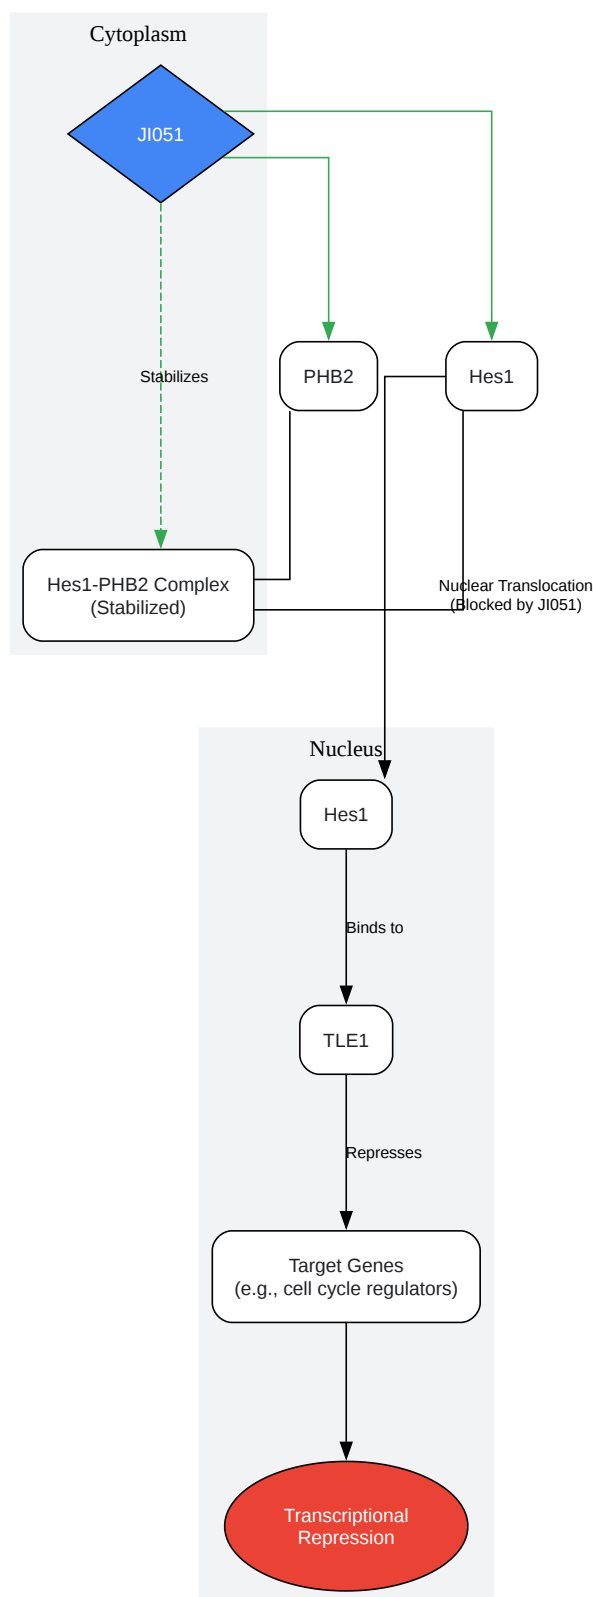 Cytoplasm
JI051
Stabilizes
PHB2
Hes1
Hes1-PHB2 Complex
(Stabilized)
Nuclear Translocation
(Blocked by JI051)
Nucleus
Hes1
Binds to
TLE1
Represses
Target Genes
(e.g., cell cycle regulators)
Transcriptional
Repression